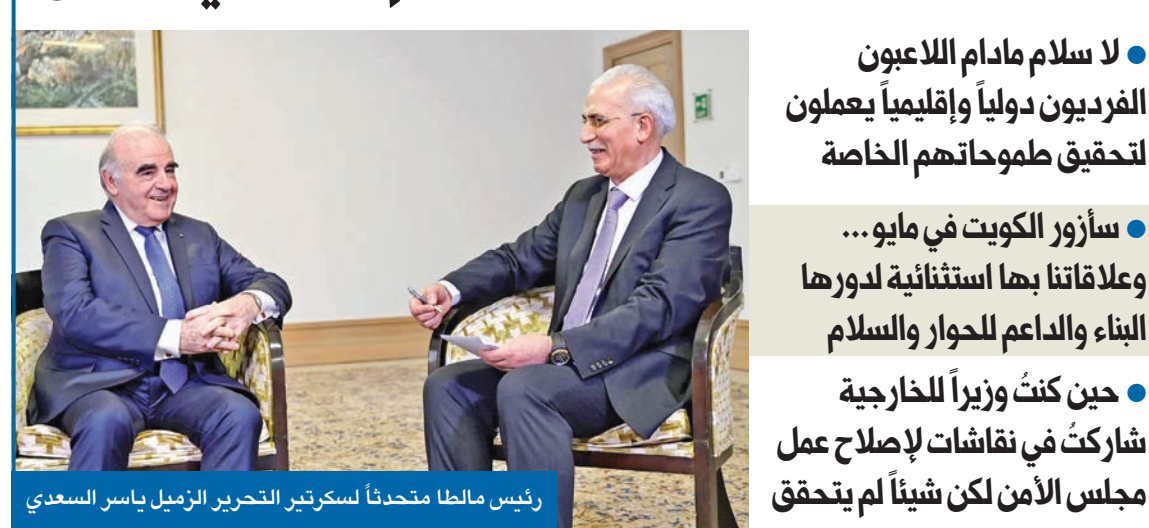 ● لا سلام مادام اللاعبون
الفرديون دولياً وإقليمياً يعملون
لتحقيق طموحاتهم الخاصة
● سأزور الكويت في مايو...
وعلاقاتنا بها استثنائية لدورها
البناء والداعم للحوار والسلام
● حين كنتُ وزيراً للخارجية
شاركتُ في نقاشات لإصلاح عمل
مجلس الأمن لكن شيئاً لم يتحقق
رئيس مالطا متحدثاً لسكرتير التحرير الزميل ياسر السعدي